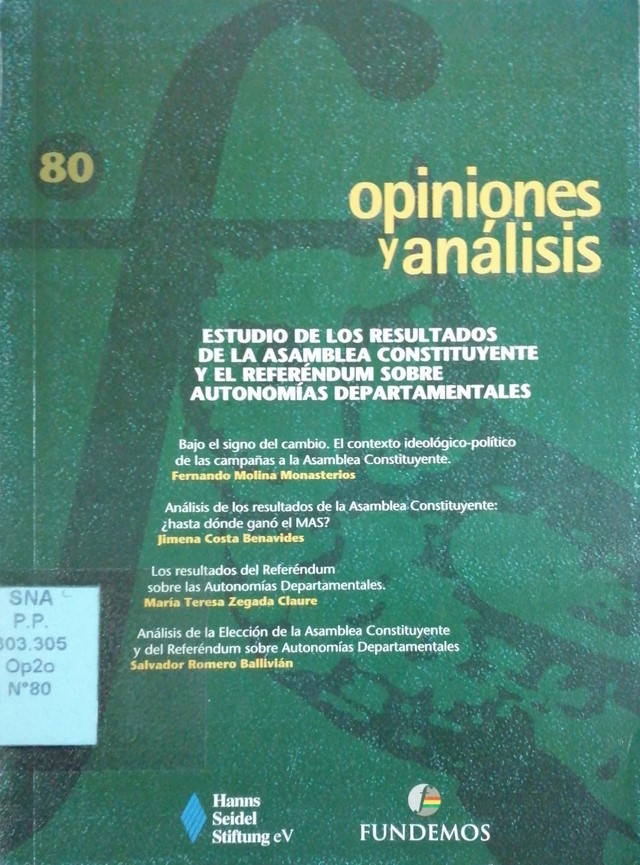 80
opiniones
y análisis
ESTUDIO DE LOS RESULTADOS
DE LA ASAMBLEA CONSTITUYENTE
Y EL REFERÉNDUM SOBRE
AUTONOMÍAS DEPARTAMENTALES
Bajo el signo del cambio. El contexto ideológico-político
de las campañas a la Asamblea Constituyente.
Fernando Molina Monasterios
Análisis de los resultados de la Asamblea Constituyente:
¿hasta dónde ganó el MAS?
Jimena Costa Benavides
Los resultados del Referéndum
sobre las Autonomías Departamentales.
María Teresa Zegada Claure
Análisis de la Elección de la Asamblea Constituyente
y del Referéndum sobre Autonomías Departamentales
Salvador Romero Ballivián
SNA
P.P.
303.305
Op2o
N°80
Hanns
Seidel
Stiftung eV
FUNDEMOS